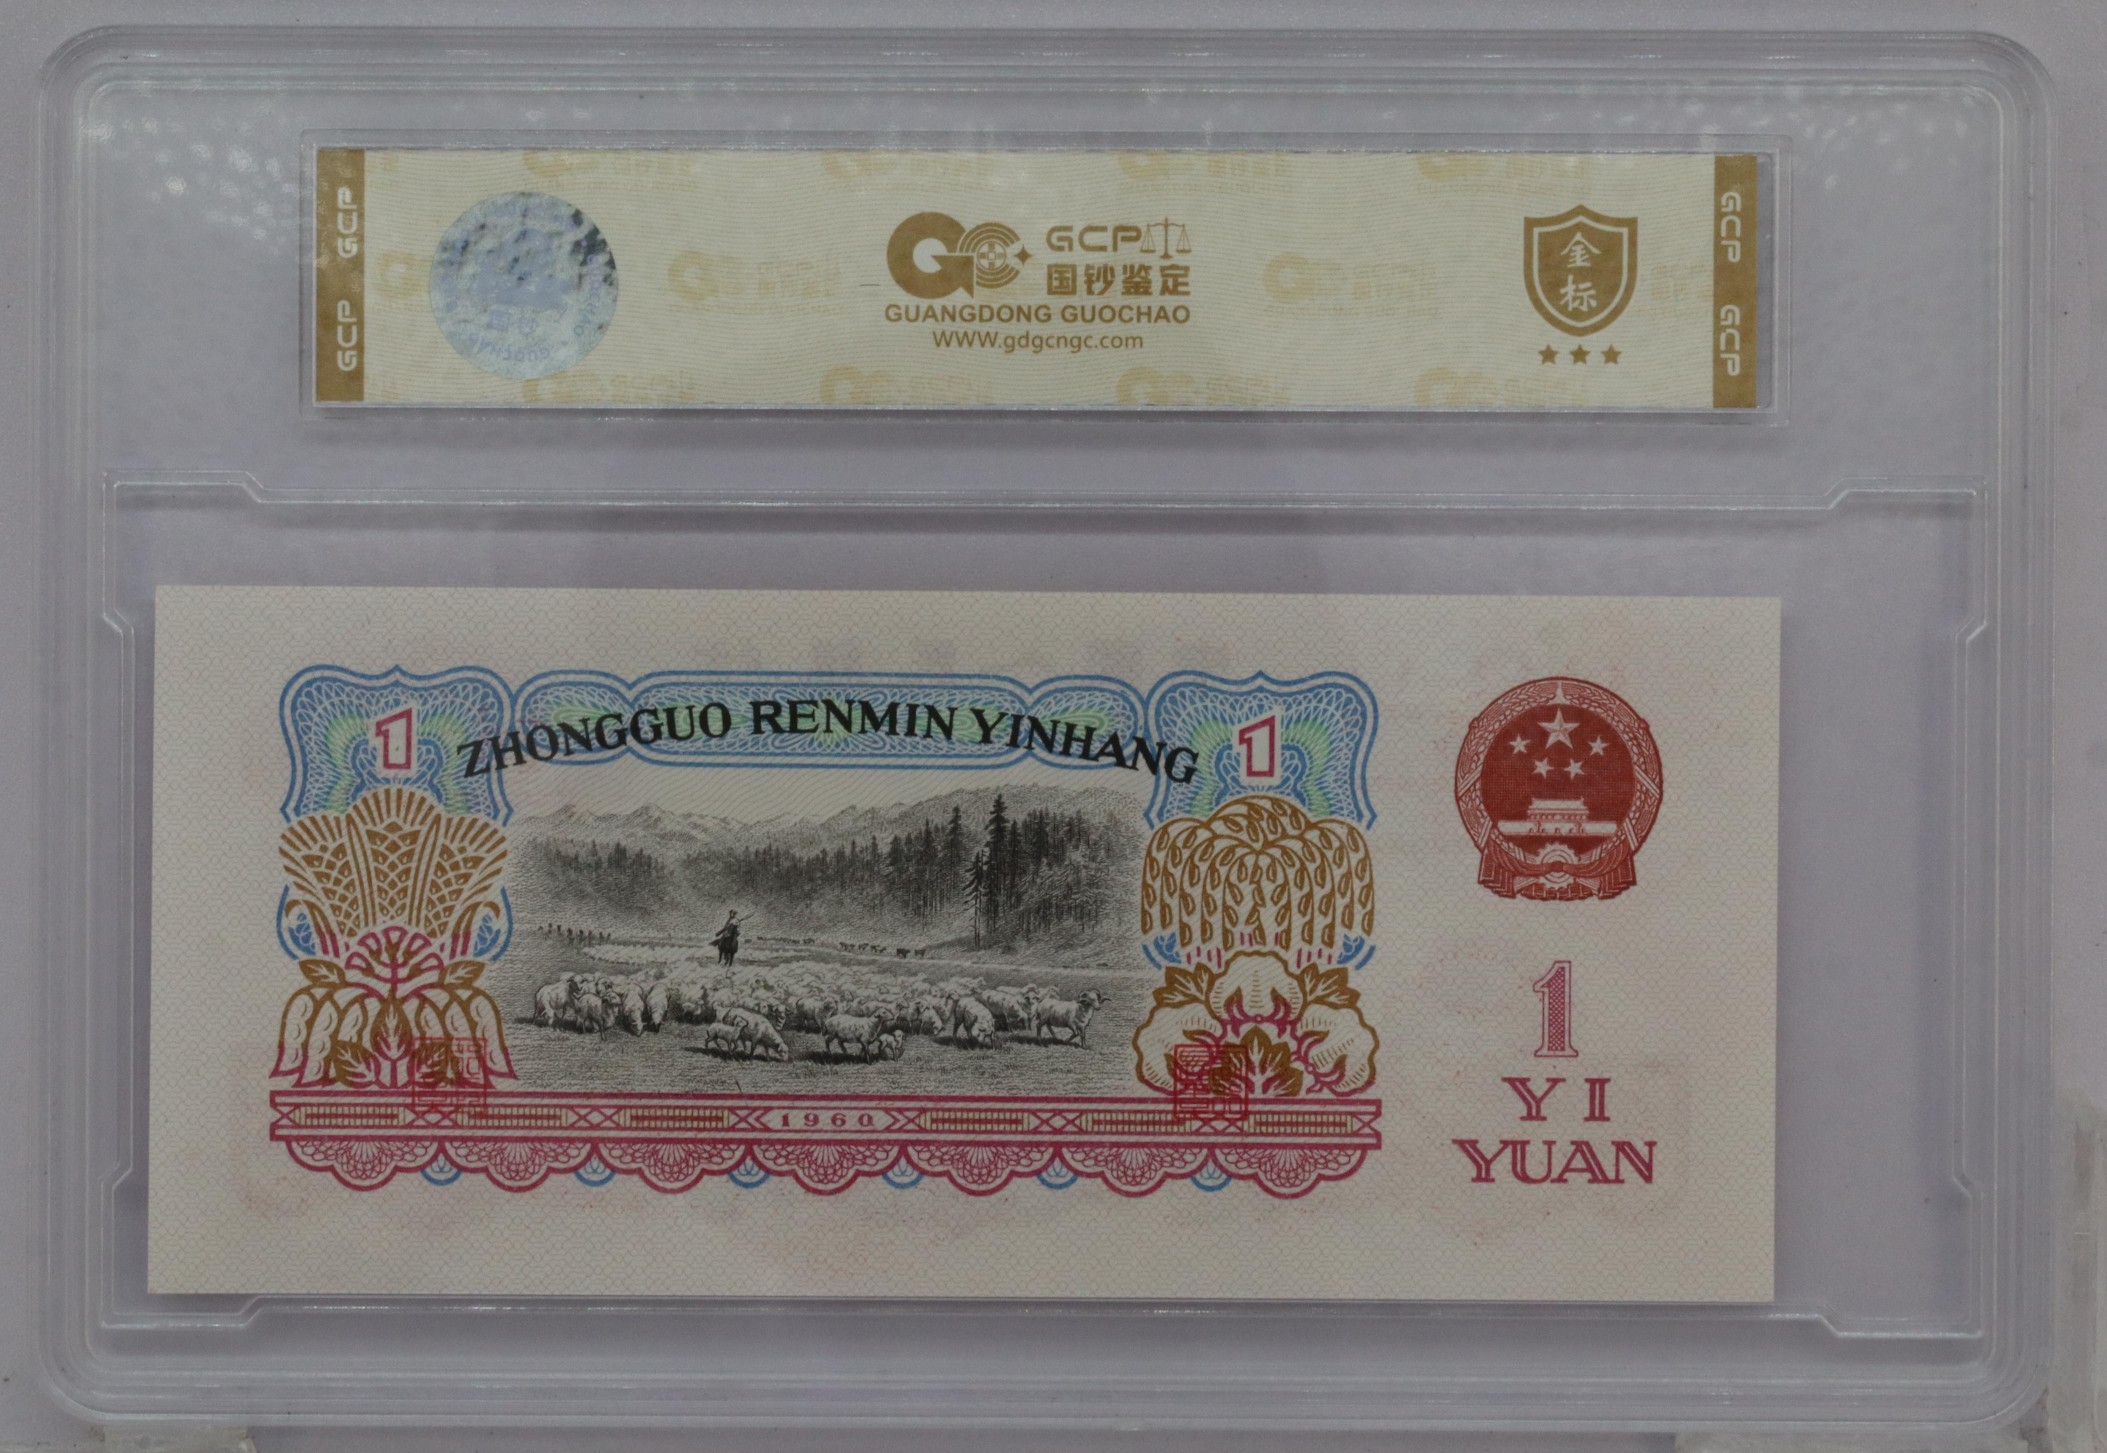 GCP GCP
GCP
国钞鉴定
GUANGDONG GUOCHAO
WWW.gdgcngc.com
金标
GCP GCP
1
ZHONGGUO RENMIN YINHANG
1
1960
1
YI
YUAN